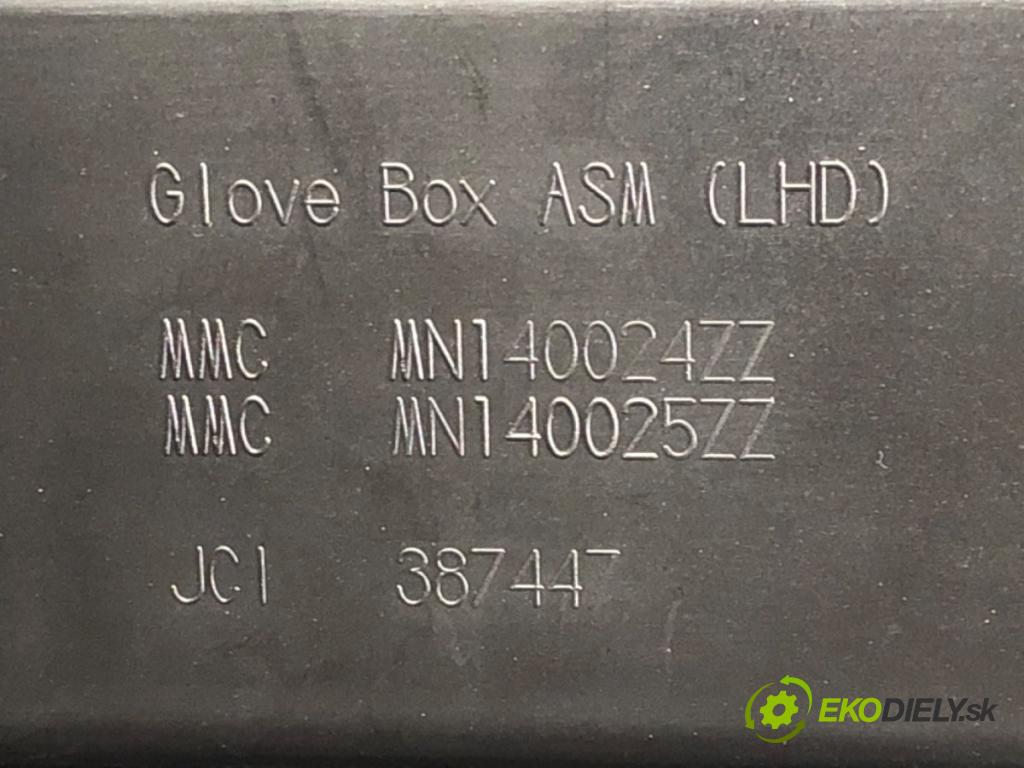 Glove Box ASM (LHD)
MMC MN140024ZZ
MMC MN140025ZZ
JCI 387447
EKODIELY.sk